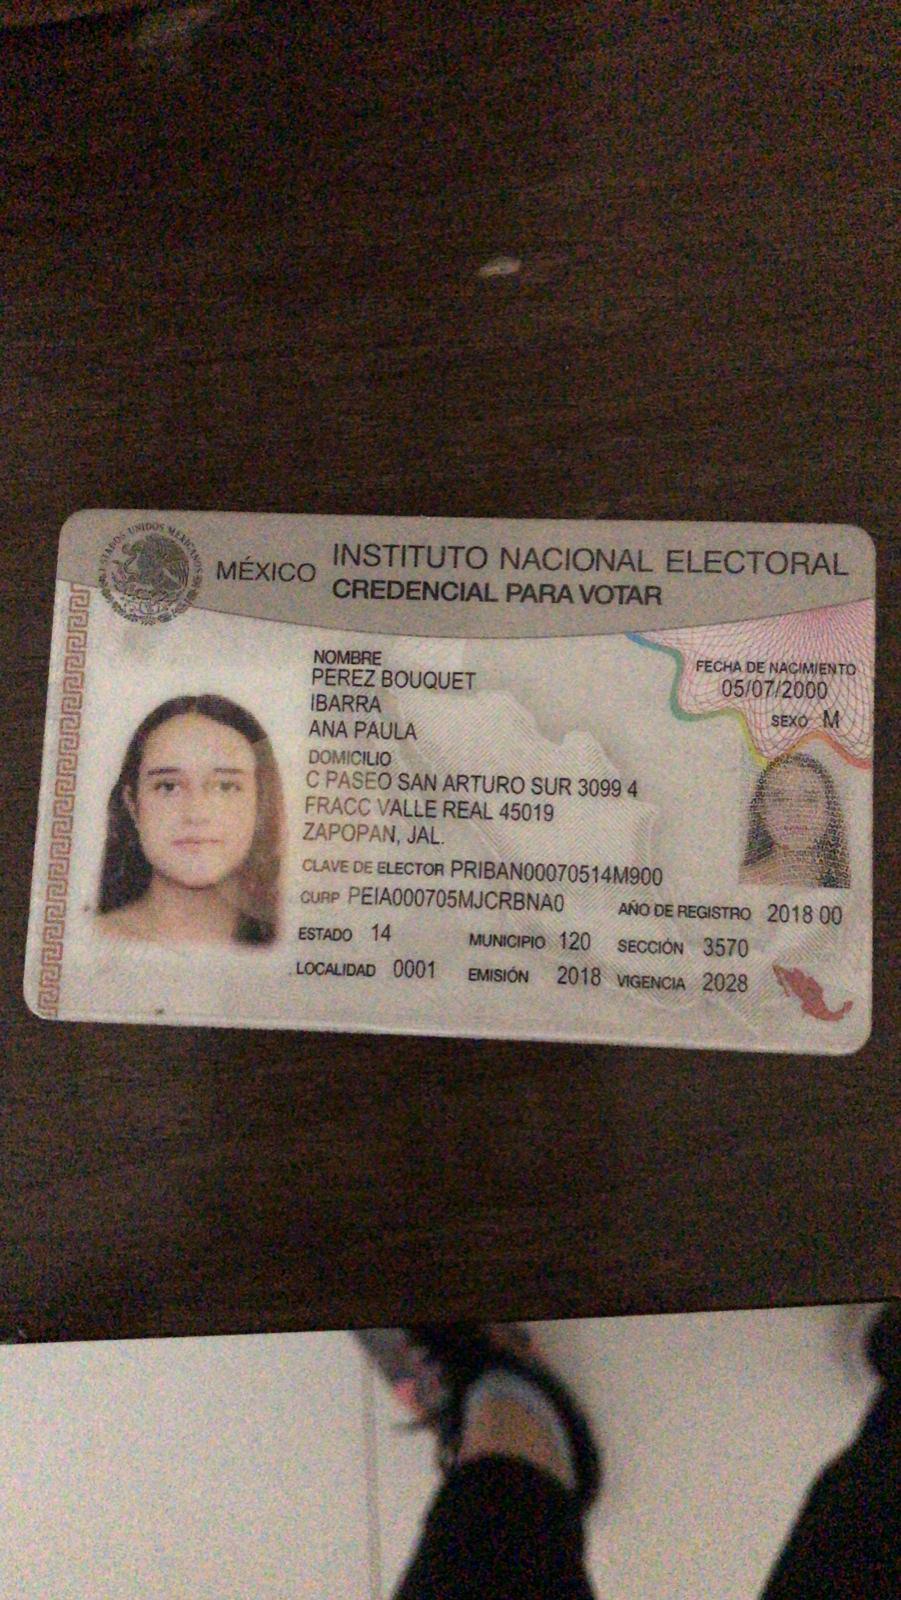 ESTADOS UNIDOS MEXICANOS
MÉXICO INSTITUTO NACIONAL ELECTORAL
CREDENCIAL PARA VOTAR
NOMBRE
PEREZ BOUQUET
IBARRA
ANA PAULA
FECHA DE NACIMIENTO
05/07/2000
SEXO M
DOMICILIO
C PASEO SAN ARTURO SUR 3099 4
FRACC VALLE REAL 45019
ZAPOPAN, JAL.
CLAVE DE ELECTOR PRIBAN00070514M900
CURP PEIA000705MJCRBNA0 AÑO DE REGISTRO 2018 00
ESTADO 14 MUNICIPIO 120 SECCIÓN 3570
LOCALIDAD 0001 EMISIÓN 2018 VIGENCIA 2028